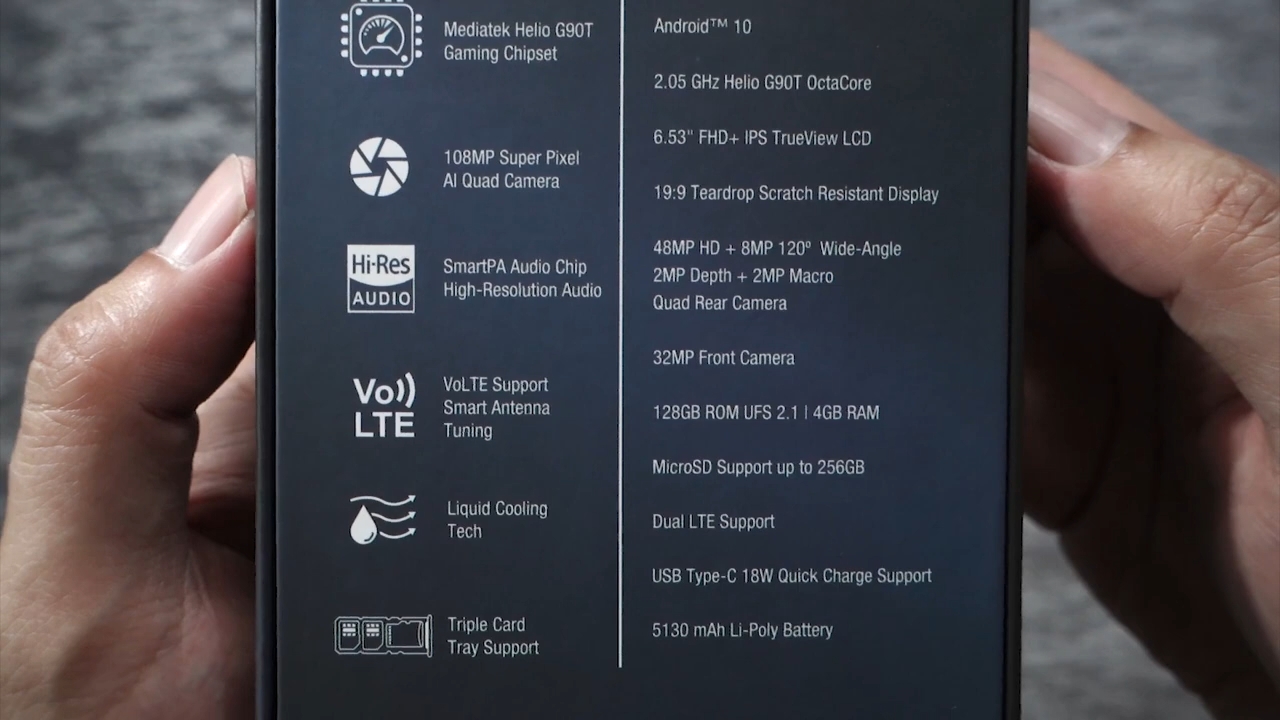 Mediatek Helio G90T
Gaming Chipset
108MP Super Pixel
AI Quad Camera
Hi-Res
AUDIO
SmartPA Audio Chip
High-Resolution Audio
Vo
LTE
VoLTE Support
Smart Antenna
Tuning
Liquid Cooling
Tech
Triple Card
Tray Support
Android™ 10
2.05 GHz Helio G90T OctaCore
6.53" FHD+ IPS TrueView LCD
19:9 Teardrop Scratch Resistant Display
48MP HD + 8MP 120º Wide-Angle
2MP Depth + 2MP Macro
Quad Rear Camera
32MP Front Camera
128GB ROM UFS 2.1 | 4GB RAM
MicroSD Support up to 256GB
Dual LTE Support
USB Type-C 18W Quick Charge Support
5130 mAh Li-Poly Battery